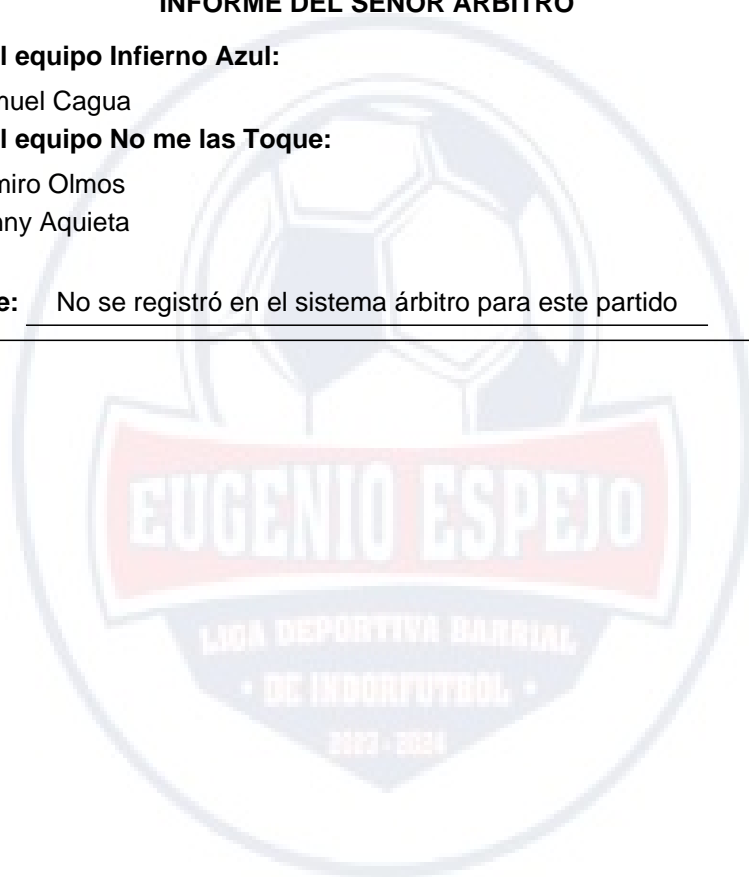 INFORME DEL SEÑOR ÁRBITRO
l equipo Infierno Azul:
nuel Cagua
l equipo No me las Toque:
miro Olmos
nny Aquieta
e: No se registró en el sistema árbitro para este partido
EUGENIO ESPEJO
LIGA DEPORTIVA BARRIAL
• DE INDORFUTBOL •
2023 - 2024